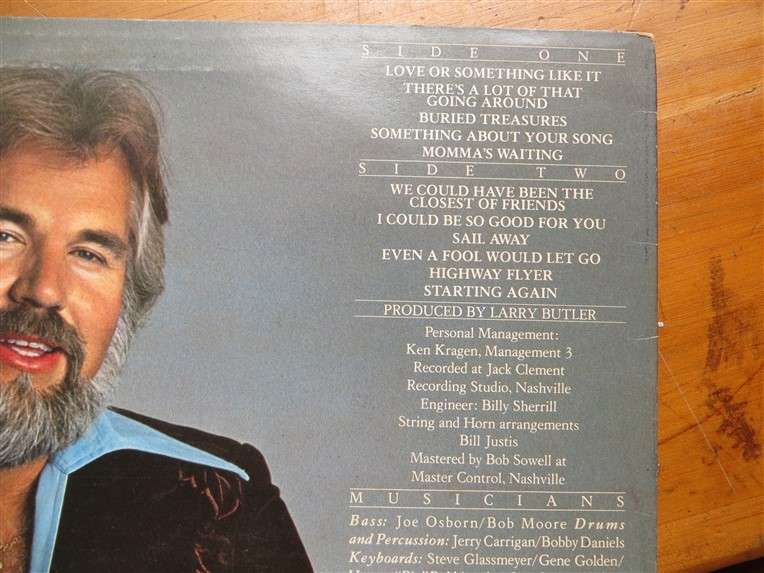 SIDE ONE
LOVE OR SOMETHING LIKE IT
THERE'S A LOT OF THAT
GOING AROUND
BURIED TREASURES
SOMETHING ABOUT YOUR SONG
MOMMA'S WAITING
SIDE TWO
WE COULD HAVE BEEN THE
CLOSEST OF FRIENDS
I COULD BE SO GOOD FOR YOU
SAIL AWAY
EVEN A FOOL WOULD LET GO
HIGHWAY FLYER
STARTING AGAIN
PRODUCED BY LARRY BUTLER
Personal Management:
Ken Kragen, Management 3
Recorded at Jack Clement
Recording Studio, Nashville
Engineer: Billy Sherrill
String and Horn arrangements
Bill Justis
Mastered by Bob Sowell at
Master Control, Nashville
MUSICIANS
Bass: Joe Osborn/Bob Moore Drums
and Percussion: Jerry Carrigan/Bobby Daniels
Keyboards: Steve Glassmeyer/Gene Golden/